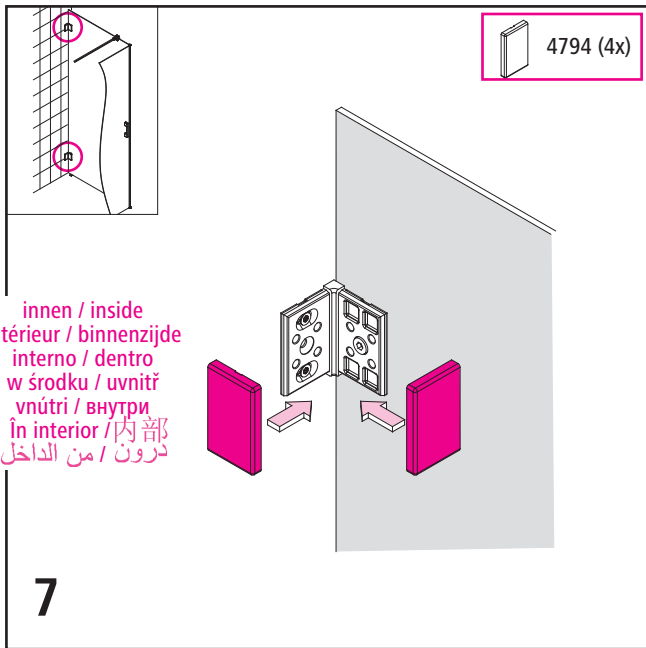 4794 (4x)
innen / inside
térieur / binnenzijde
interno / dentro
w środku / uvnitř
vnútri / внутри
În interior / 内部
درون / من الداخل
7